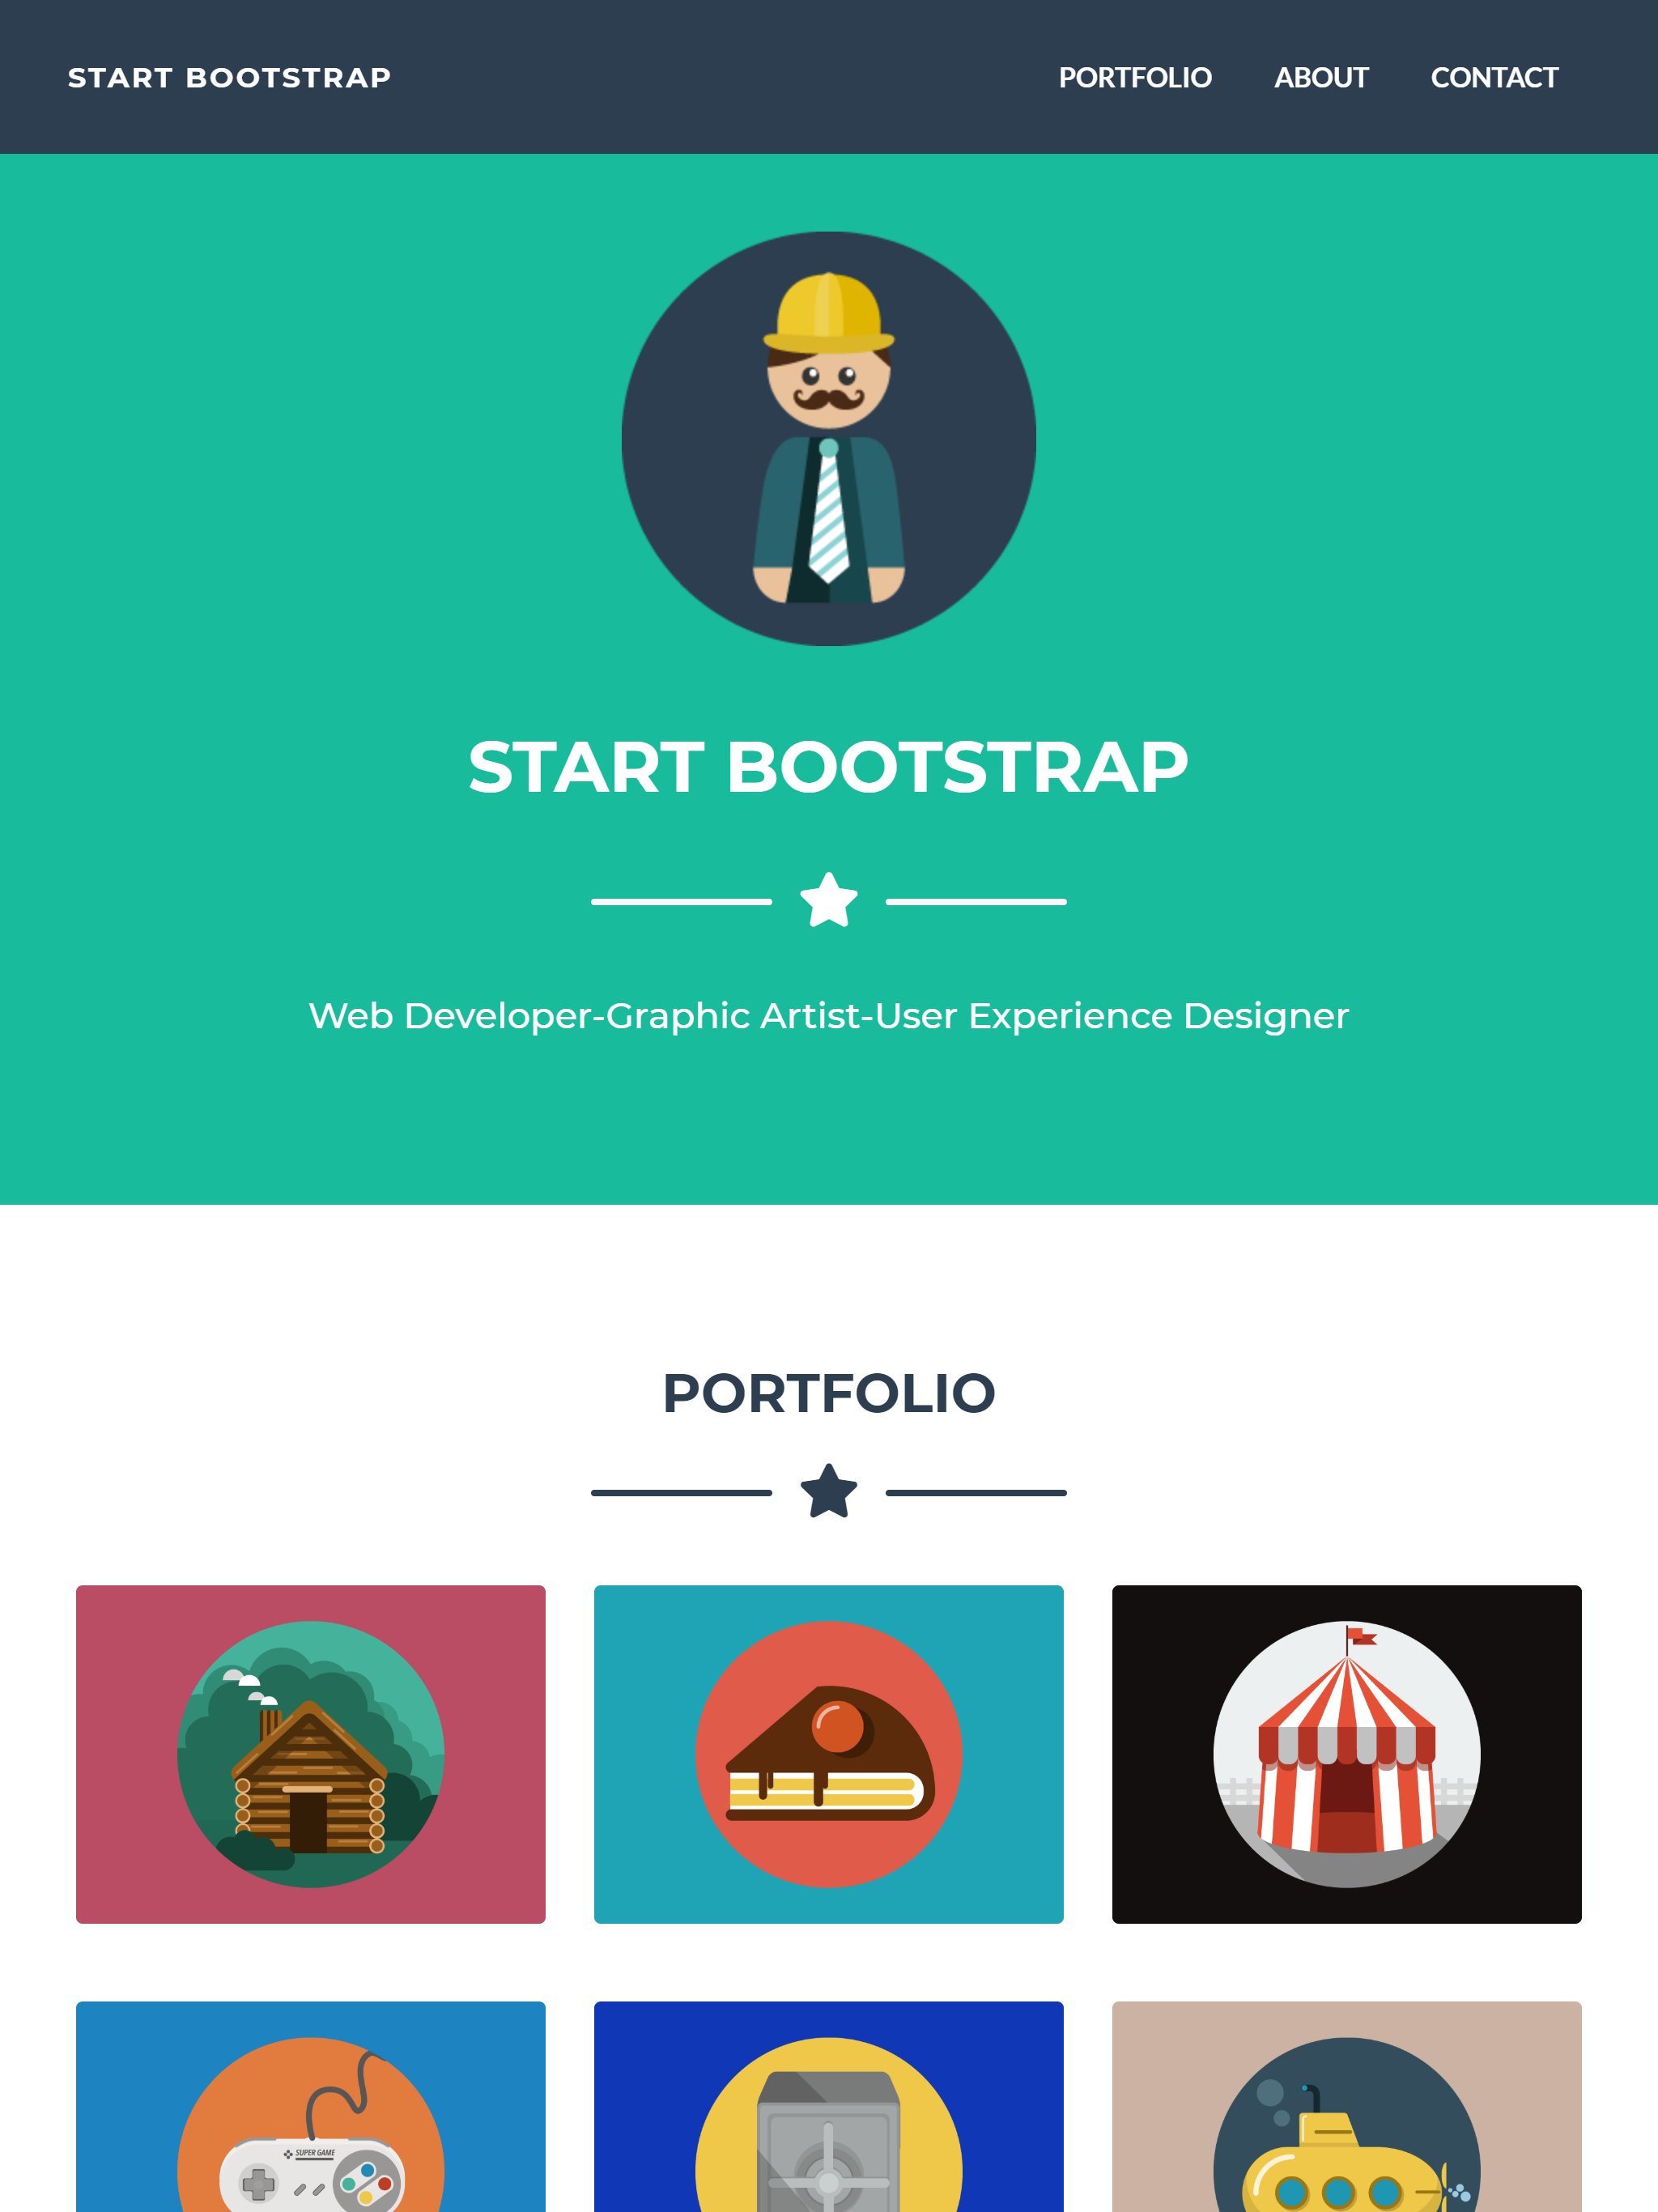 START BOOTSTRAP
PORTFOLIO ABOUT CONTACT
START BOOTSTRAP
Web Developer-Graphic Artist-User Experience Designer
PORTFOLIO
SUPER GAME